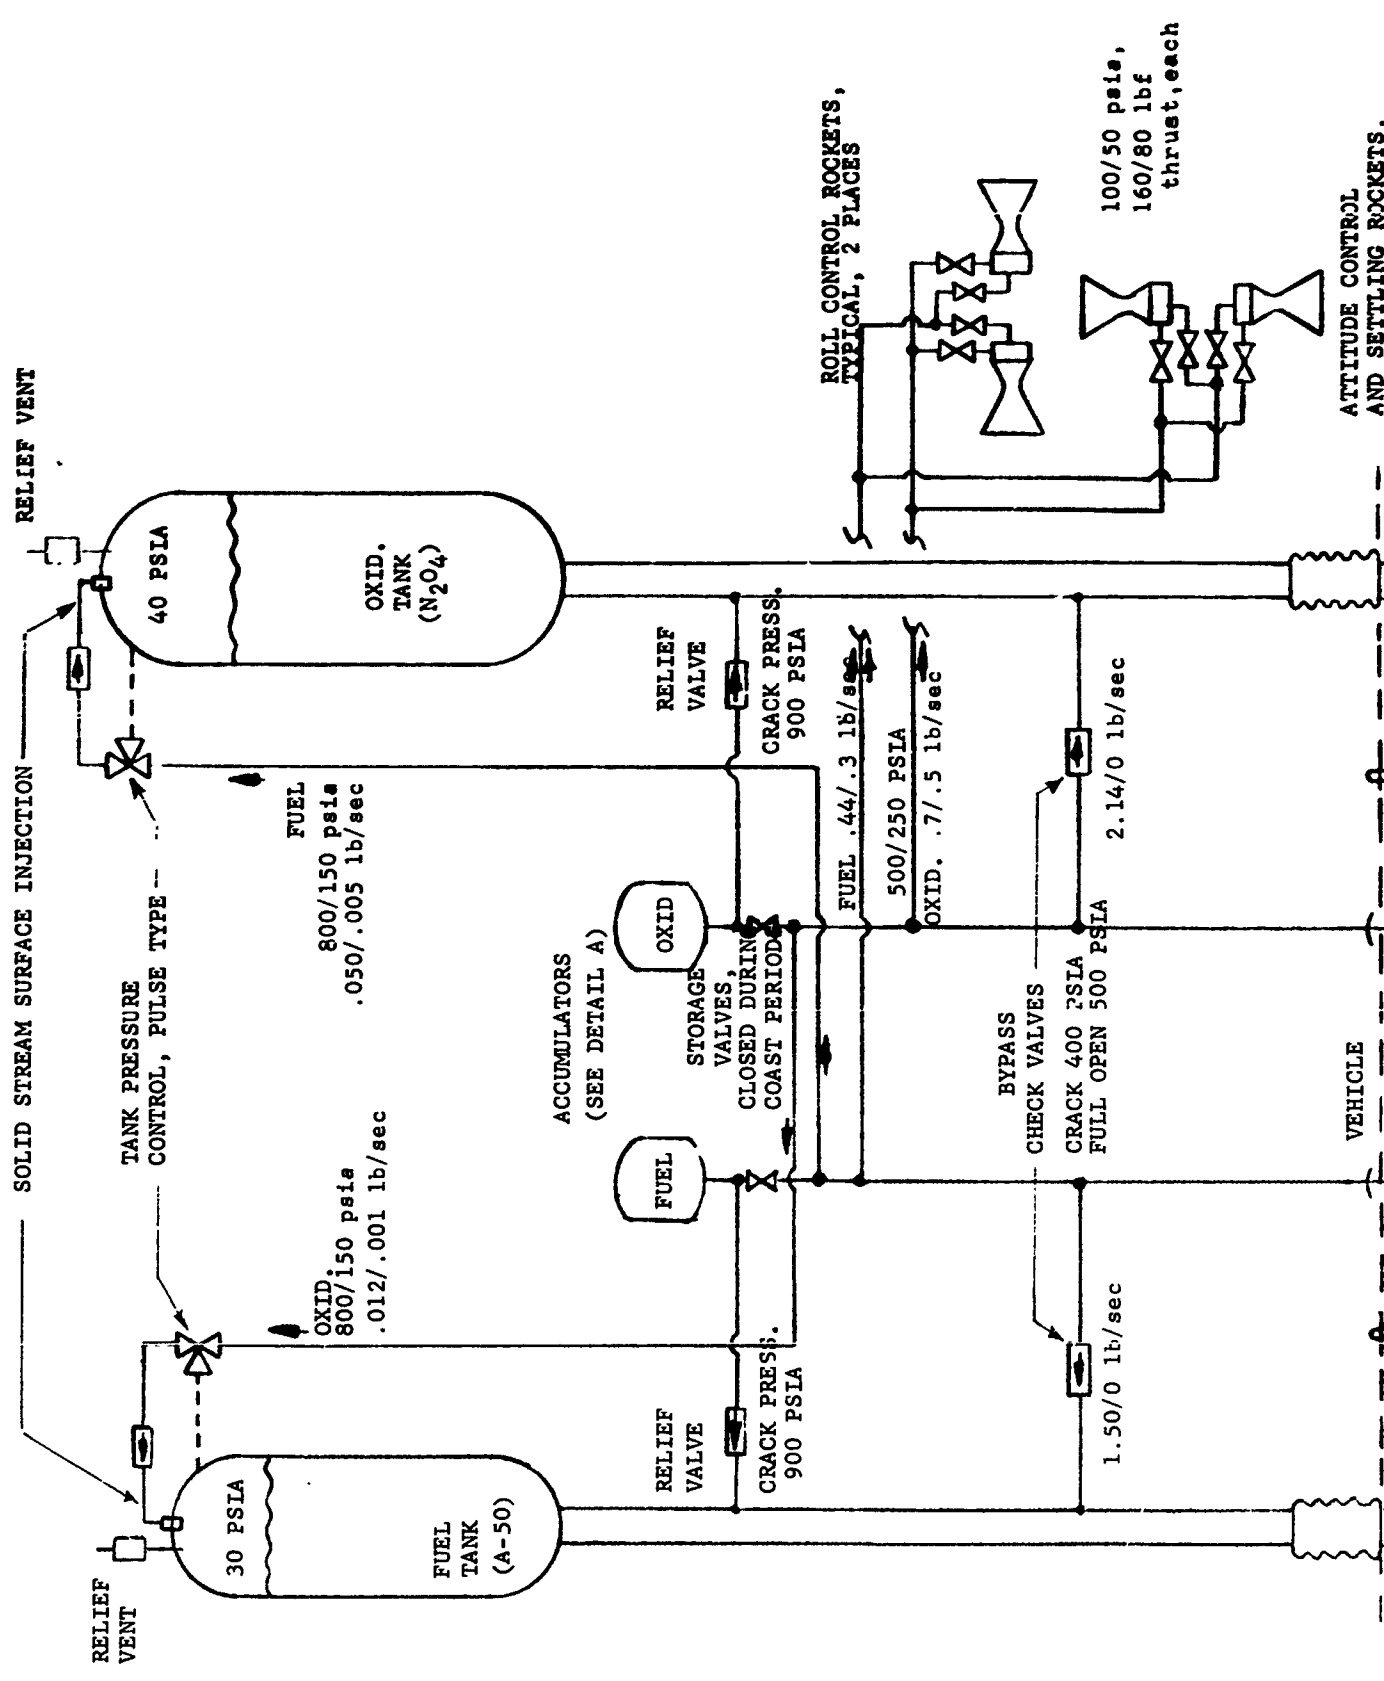 SOLID STREAM SURFACE INJECTION
RELIEF VENT
RELIEF
VENT
TANK PRESSURE
CONTROL, PULSE TYPE
30 PSIA
FUEL
TANK
(A-50)
40 PSIA
OXID.
TANK
(N2O4)
OXID.
800/150 psia
.012/.001 lb/sec
FUEL
800/150 psia
.050/.005 lb/sec
ACCUMULATORS
(SEE DETAIL A)
FUEL
OXID
STORAGE
VALVES,
CLOSED DURING
COAST PERIOD
RELIEF
VALVE
CRACK PRESS.
900 PSIA
RELIEF
VALVE
CRACK PRESS.
900 PSIA
FUEL .44/.3 lb/sec
500/250 PSIA
OXID. .7/.5 lb/sec
BYPASS
CHECK VALVES
CRACK 400 PSIA
FULL OPEN 500 PSIA
1.50/0 lb/sec
2.14/0 lb/sec
ROLL CONTROL ROCKETS,
TYPICAL, 2 PLACES
100/50 psia,
160/80 lbf
thrust,each
VEHICLE
ATTITUDE CONTROL
AND SETTLING ROCKETS.